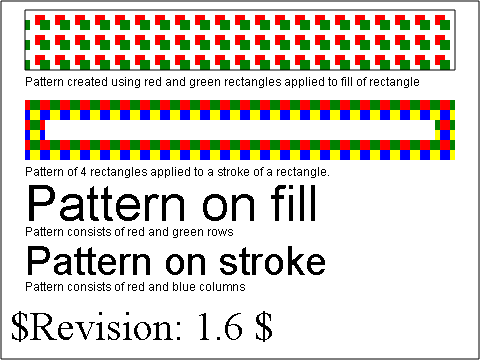 Pattern created using red and green rectangles applied to fill of rectangle
Pattern of 4 rectangles applied to a stroke of a rectangle.
Pattern on fill
Pattern consists of red and green rows
Pattern on stroke
Pattern consists of red and blue columns
$Revision: 1.6 $